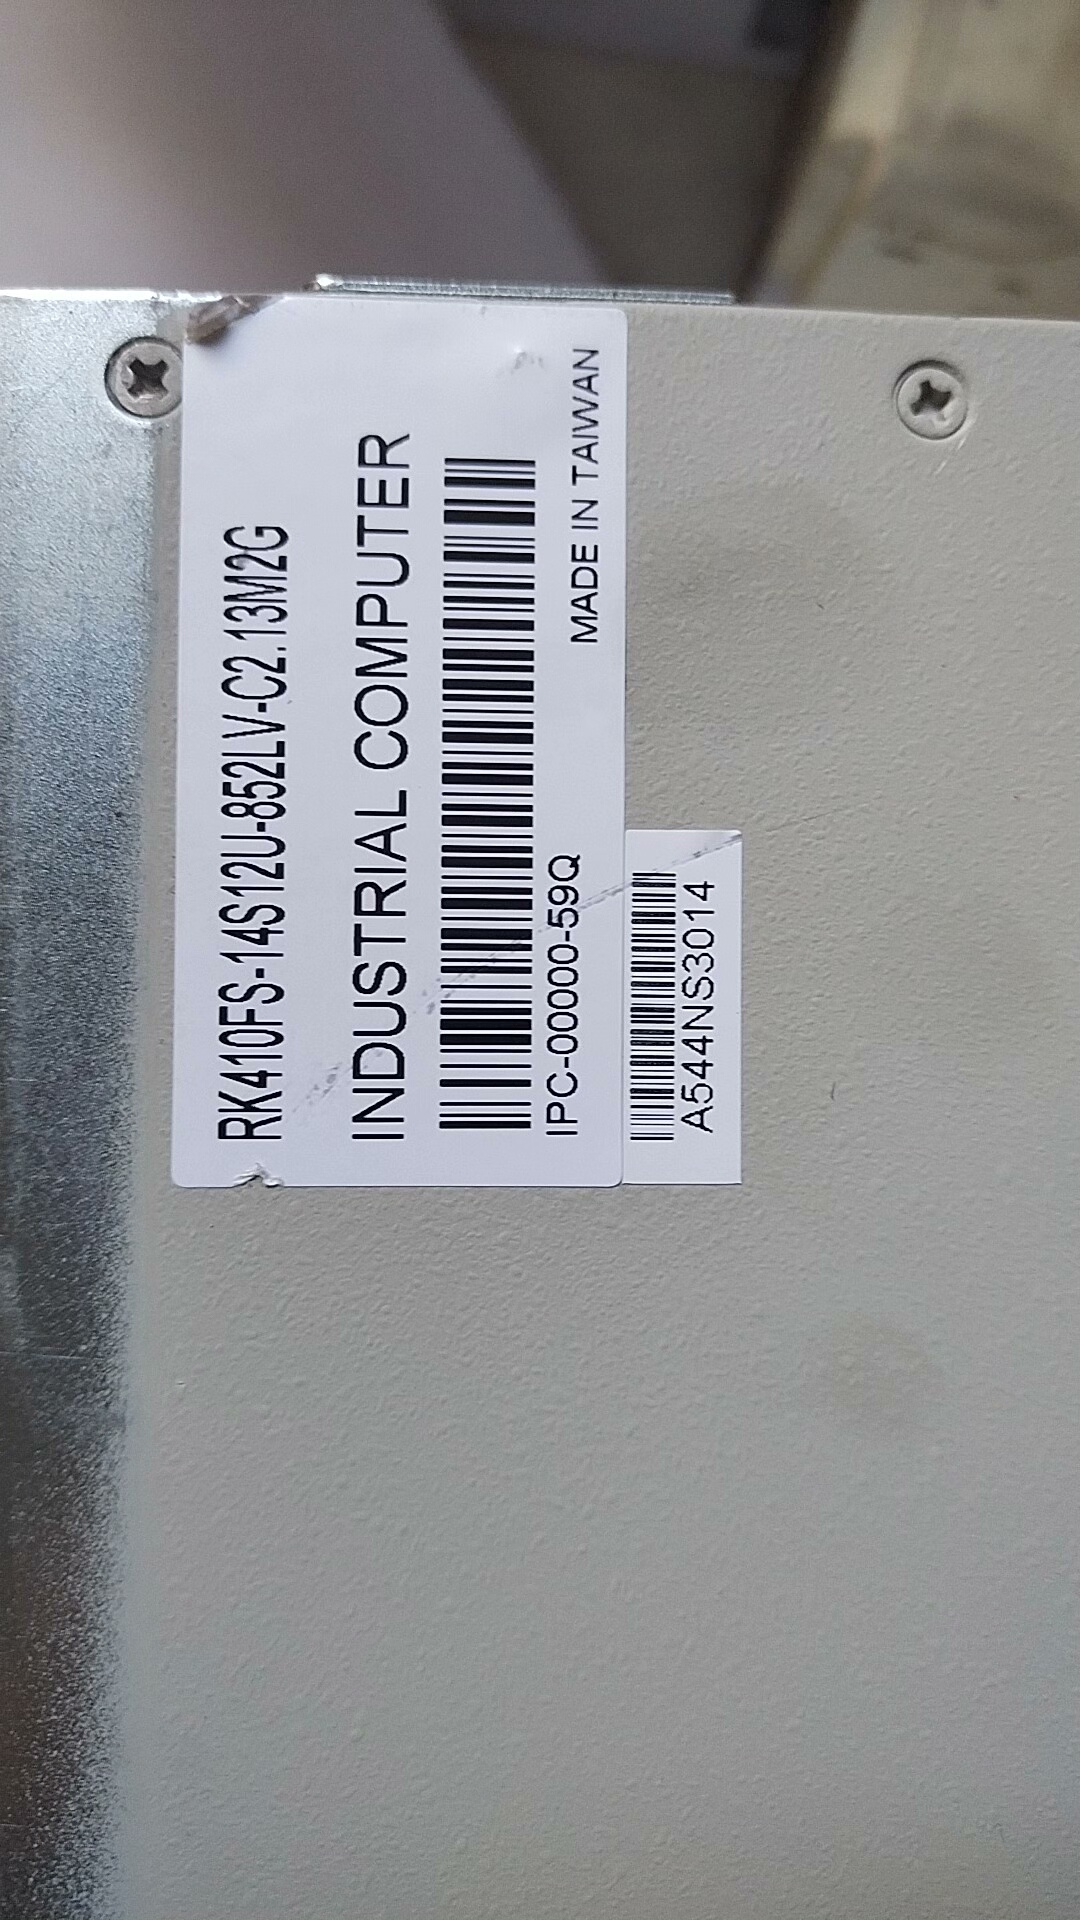 RK410FS-14S12U-852LV-C2.13M2G
INDUSTRIAL COMPUTER
IPC-00000-59Q
MADE IN TAIWAN
A544NS3014